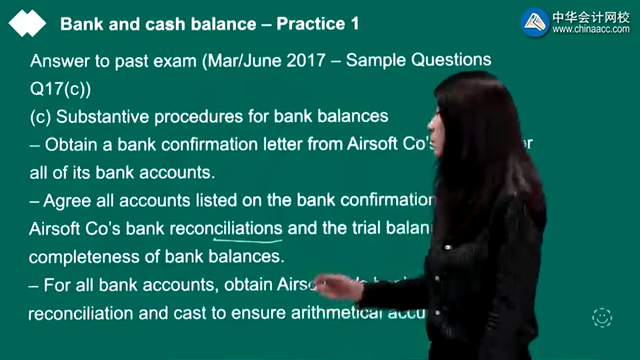 Bank and cash balance – Practice 1
中华会计网校
www.chinaacc.com
Answer to past exam (Mar/June 2017 – Sample Questions
Q17(c))
(c) Substantive procedures for bank balances
– Obtain a bank confirmation letter from Airsoft Co's
all of its bank accounts.
– Agree all accounts listed on the bank confirmation
Airsoft Co's bank reconciliations and the trial
completeness of bank balances.
– For all bank accounts, obtain
reconciliation and cast to ensure arithmetical